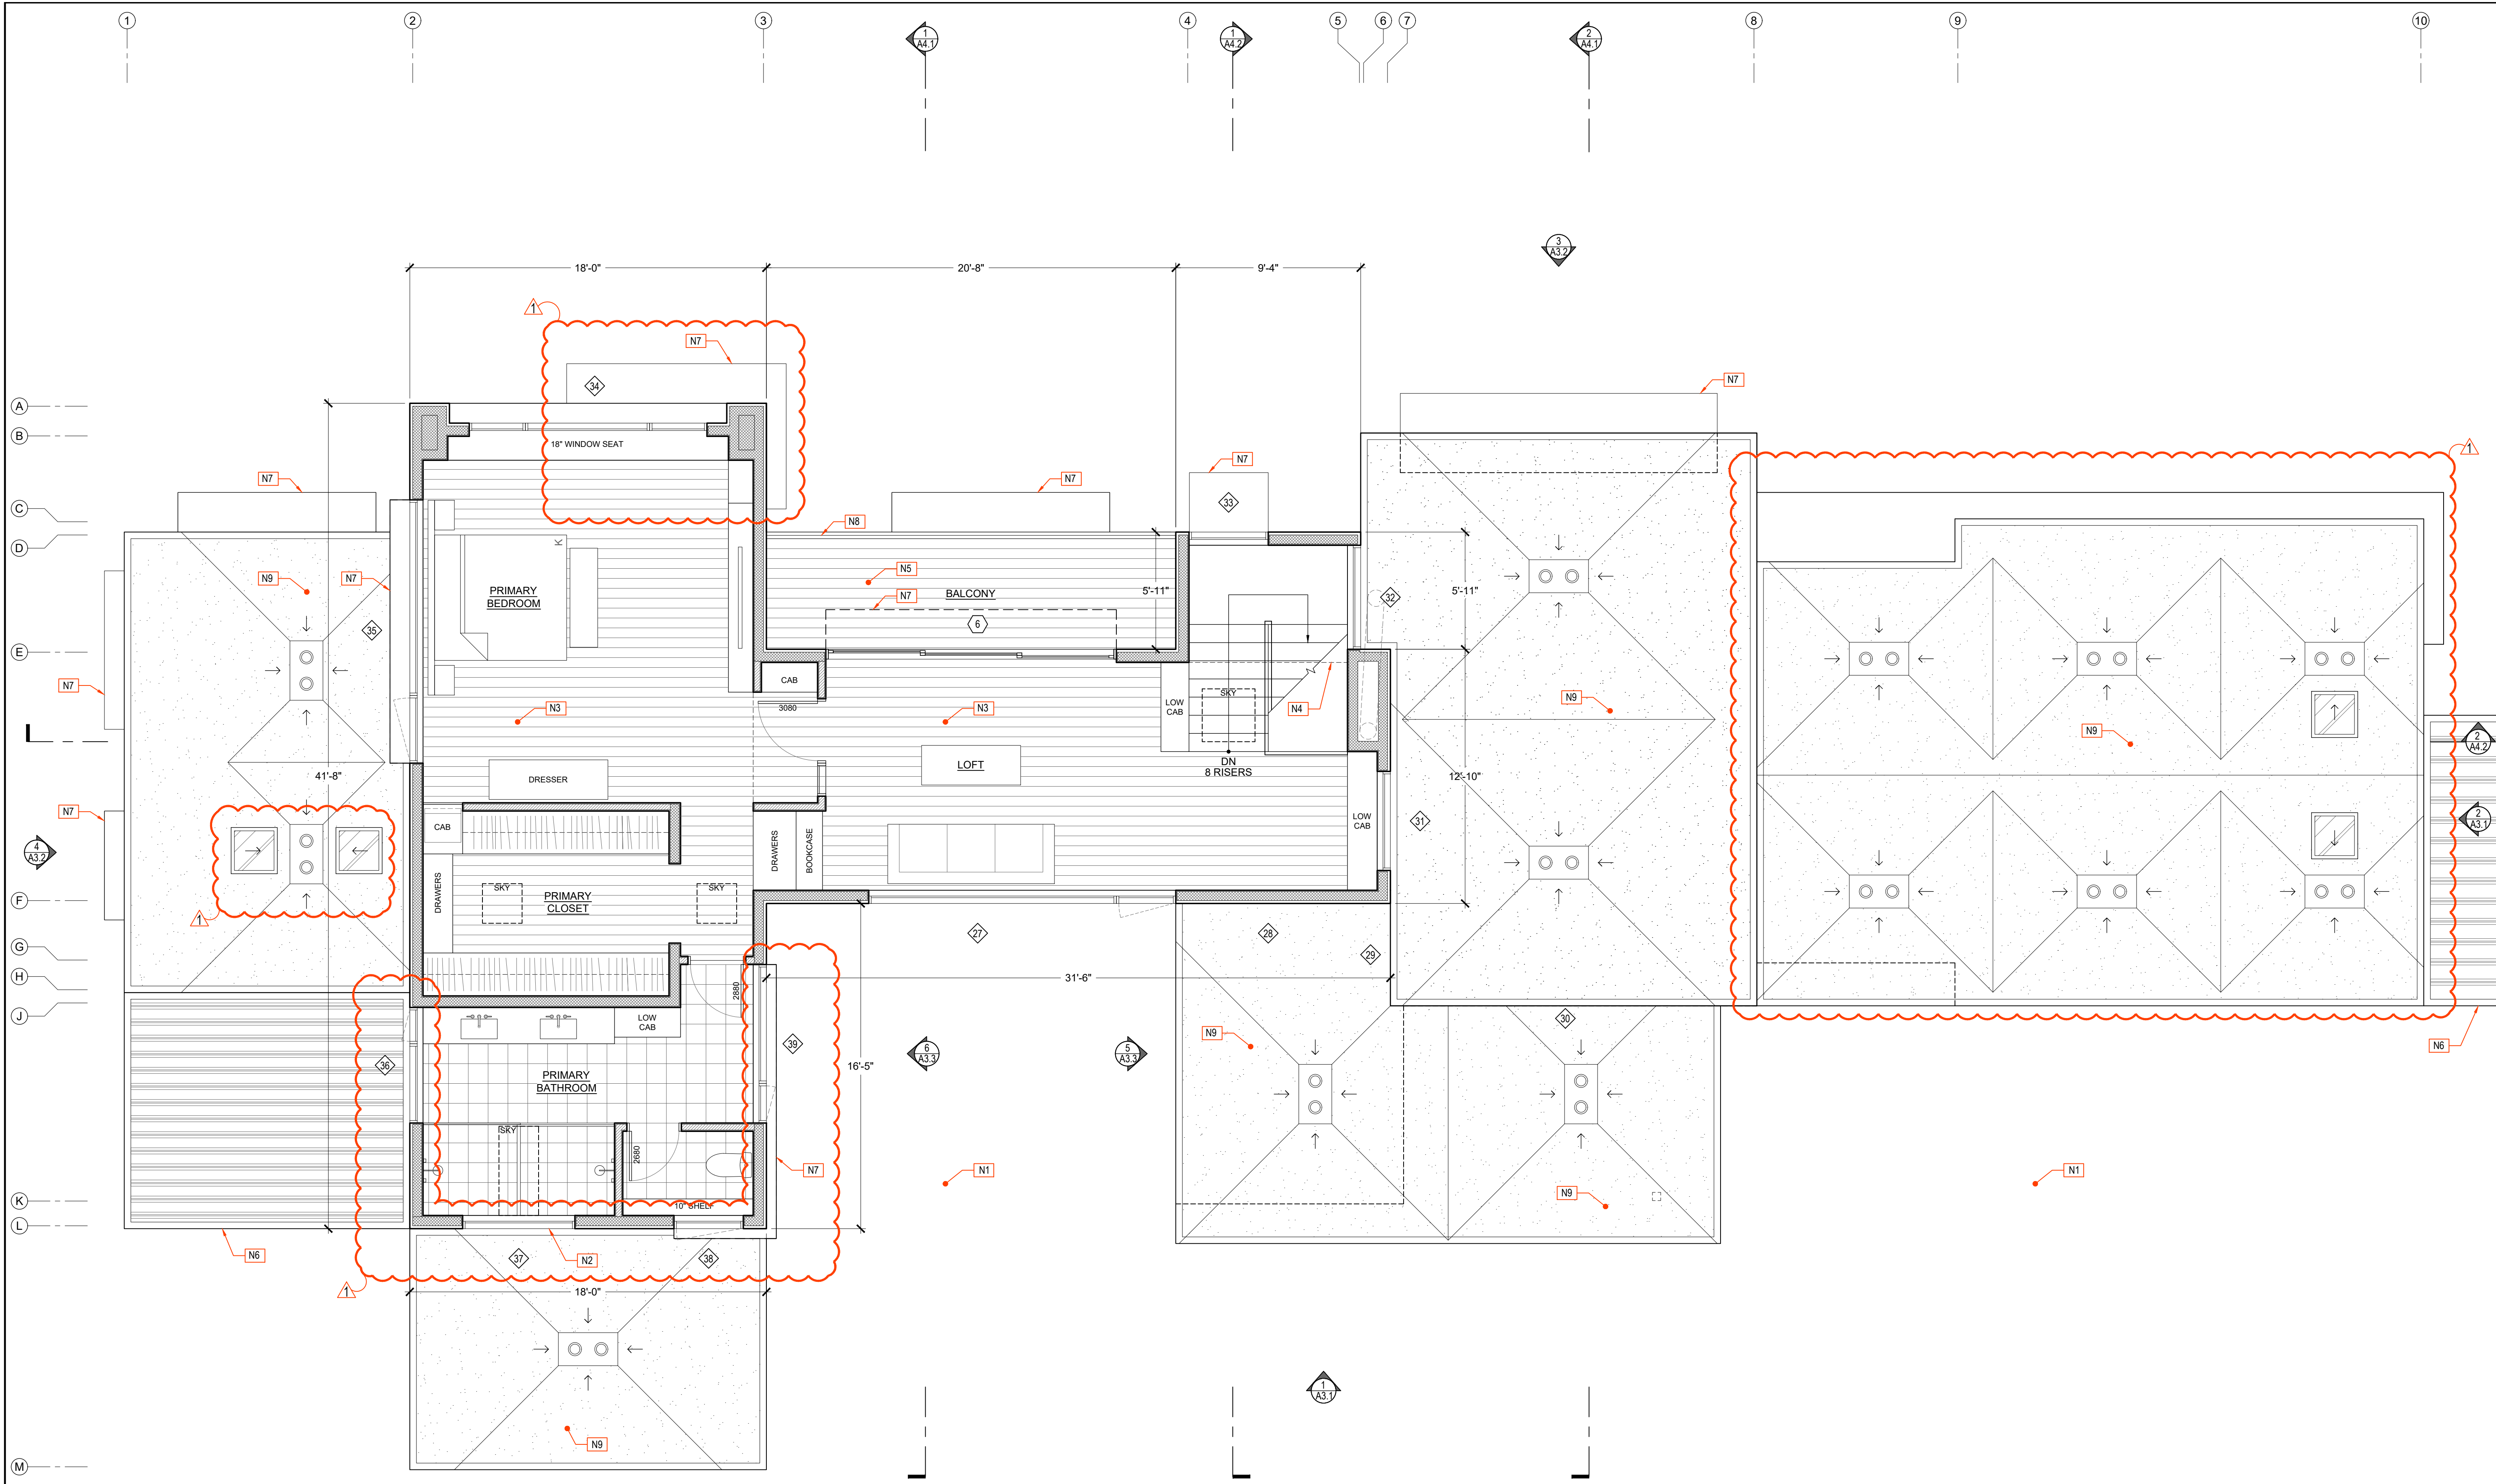 1
2
3
1
A4.1
4
1
A4.2
5
6
7
2
A4.1
8
9
10
3
A3.2
18'-0"
20'-8"
9'-4"
1
N7
34
N7
A
B
18" WINDOW SEAT
1
N7
N7
N7
33
C
N8
D
K
N5
N9
N7
PRIMARY
BEDROOM
5'-11"
5'-11"
BALCONY
N7
32
6
35
E
CAB
N7
SKY
N9
N3
3080
N3
LOW
CAB
N4
N9
2
A4.2
DN
8 RISERS
LOFT
41'-8"
DRESSER
12'-10"
N7
CAB
LOW
CAB
31
2
A3.1
4
A3.2
DRAWERS
BOOKCASE
DRAWERS
SKY
SKY
PRIMARY
CLOSET
F
1
27
28
G
29
H
31'-6"
2880
J
LOW
CAB
30
N9
39
6
A3.3
5
A3.3
N6
36
16'-5"
PRIMARY
BATHROOM
SKY
2680
N7
N1
N1
K
N9
10" SHELF
L
N6
37
N2
38
1
18'-0"
1
A3.1
N9
M